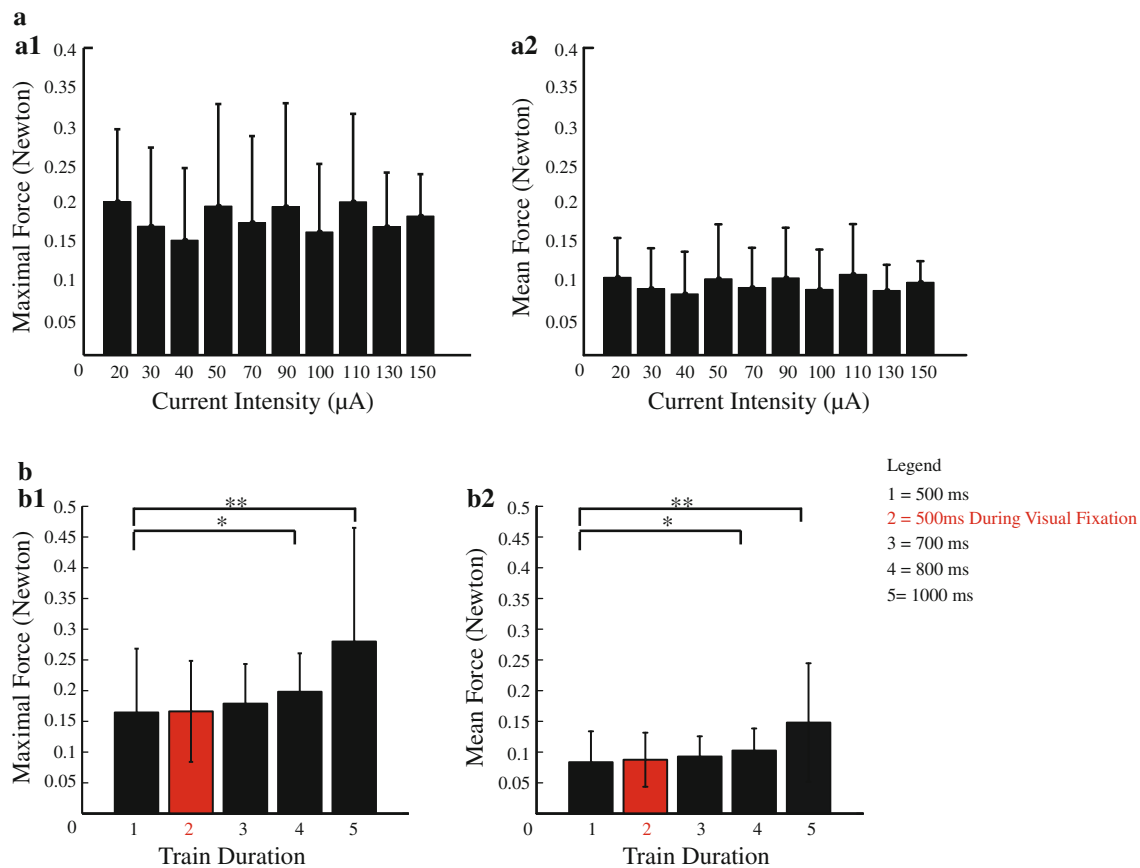 a
a1
Maximal Force (Newton)
0.4
0.35
0.3
0.25
0.2
0.15
0.1
0.05
0
20 30 40 50 70 90 100 110 130 150
Current Intensity (µA)
a2
Mean Force (Newton)
0.4
0.35
0.3
0.25
0.2
0.15
0.1
0.05
0
20 30 40 50 70 90 100 110 130 150
Current Intensity (µA)
b
b1
Maximal Force (Newton)
0.5
0.45
0.4
0.35
0.3
0.25
0.2
0.15
0.1
0.05
0
**
*
1 2 3 4 5
Train Duration
b2
Mean Force (Newton)
0.5
0.45
0.4
0.35
0.3
0.25
0.2
0.15
0.1
0.05
0
**
*
1 2 3 4 5
Train Duration
Legend
1 = 500 ms
2 = 500ms During Visual Fixation
3 = 700 ms
4 = 800 ms
5= 1000 ms